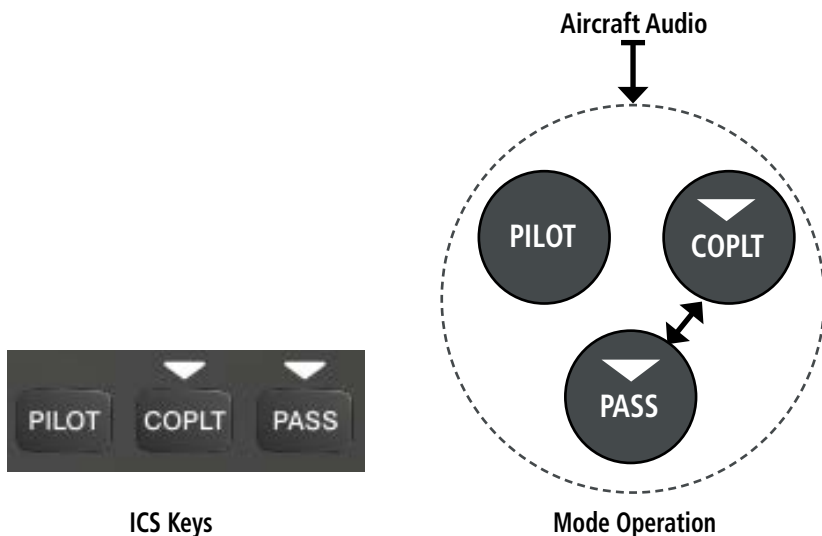 Aircraft Audio
PILOT
COPLT
PASS
PILOT
COPLT
PASS
ICS Keys
Mode Operation